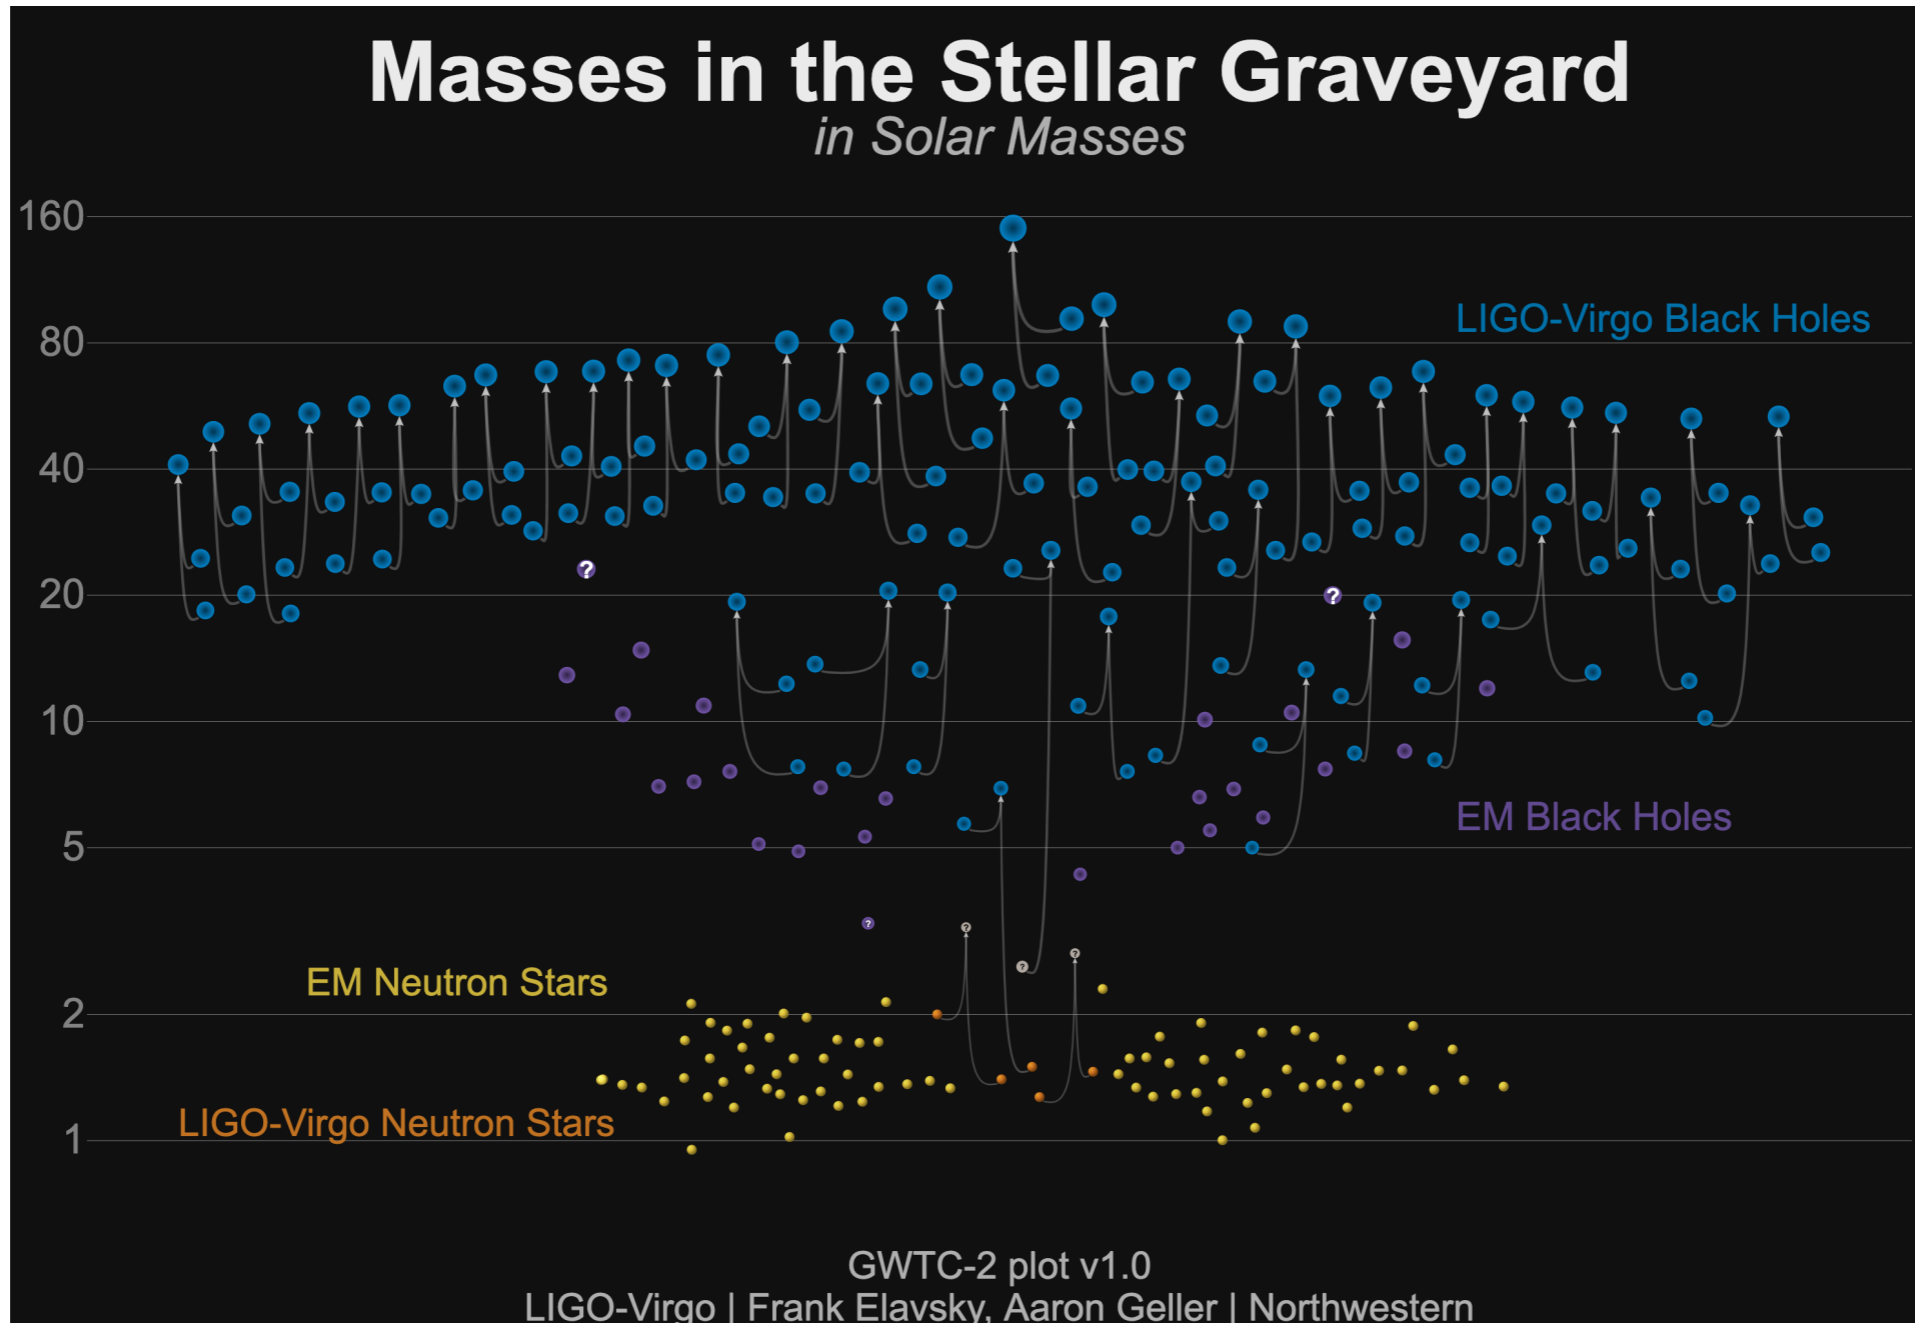 Masses in the Stellar Graveyard
in Solar Masses
160
LIGO-Virgo Black Holes
80
40
?
20
?
10
EM Black Holes
5
?
?
?
?
EM Neutron Stars
2
LIGO-Virgo Neutron Stars
1
GWTC-2 plot v1.0
LIGO-Virgo | Frank Elavsky, Aaron Geller | Northwestern